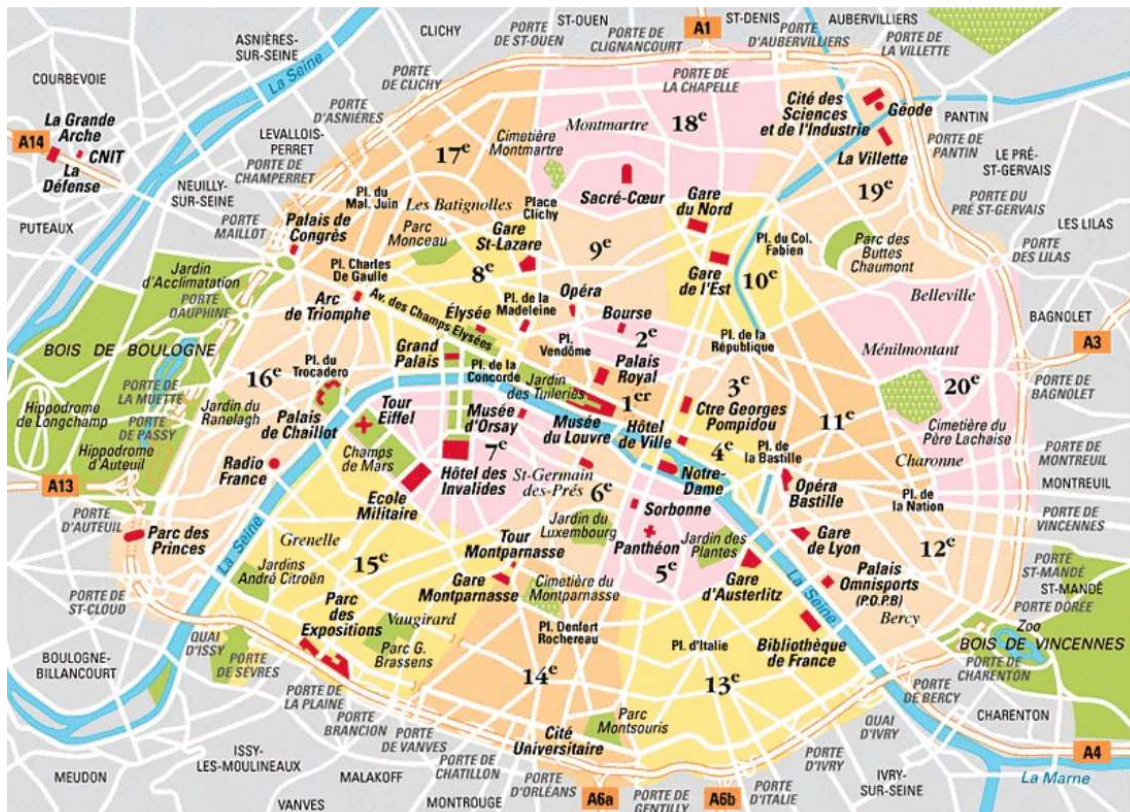 CLICHY
ST-OUEN
PORTE
DE ST-OUEN
PORTE DE
CLIGNANCOURT
A1
ST-DENIS
PORTE
D'AUBERVILLIERS
AUBERVILLIERS
PORTE DE
LA VILLETTE
ASNIÈRES-
SUR-SEINE
La Seine
COURBEVOIE
PORTE
DE CLICHY
PORTE DE
LA CHAPELLE
PORTE
D'ASNIÈRES
La Grande
Arche
A14
CNIT
La
Défense
LEVALLOIS-
PERRET
PORTE DE
CHAMPERRET
17e
Cimetière
Montmartre
Montmartre
18e
Cité des
Sciences
et de l'Industrie
Géode
PANTIN
PORTE DE
PANTIN
La Villette
LE PRÉ-
ST-GERVAIS
19e
NEUILLY-
SUR-SEINE
PUTEAUX
PORTE
MAILLOT
Pl. du
Mal. Juin
Les Batignolles
Place
Clichy
Sacré-Cœur
Gare
du Nord
PORTE DU
PRÉ ST-GERVAIS
LES LILAS
Palais de
Congrès
Parc
Monceau
Gare
St-Lazare
9e
Pl. du Col.
Fabien
Parc des
Buttes
Chaumont
PORTE
DES LILAS
Jardin
d'Acclimatation
Pl. Charles
De Gaulle
8e
Gare
de l'Est
10e
PORTE
DAUPHINE
Arc
de Triomphe
Av. des Champs Elysées
Élysée
Pl. de la
Madeleine
Opéra
Bourse
Belleville
BAGNOLET
A3
BOIS DE BOULOGNE
Grand
Palais
Pl.
Vendôme
2e
Pl. de la
République
Ménilmontant
16e
Pl. du
Trocadero
Pl. de la
Concorde
Palais
Royal
3e
PORTE DE
LA MUETTE
Jardin
des Tuileries
1er
11e
20e
PORTE
DE BAGNOLET
Hippodrome
de Longchamp
Jardin du
Ranelagh
Palais
de Chaillot
Tour
Eiffel
Musée
d'Orsay
Musée
du Louvre
Hôtel
de Ville
Ctre Georges
Pompidou
Cimetière du
Père Lachaise
PORTE
DE PASSY
Hippodrome
d'Auteuil
Radio
France
Champs
de Mars
7e
4e
Pl. de
la Bastille
Charonne
PORTE DE
MONTREUIL
Hôtel des
Invalides
St-Germain
des-Prés
6e
Notre-
Dame
Opéra
Bastille
MONTREUIL
A13
Ecole
Militaire
Sorbonne
Pl. de
la Nation
PORTE DE
VINCENNES
PORTE
D'AUTEUIL
Parc des
Princes
La Seine
Grenelle
Tour
Montparnasse
Jardin du
Luxembourg
Panthéon
Jardin des
Plantes
Gare
de Lyon
12e
15e
5e
Palais
Omnisports
(P.O.P.B)
PORTE
ST-MANDÉ
ST-MANDÉ
Jardins
André Citroën
Gare
Montparnasse
Cimetière du
Montparnasse
Gare
d'Austerlitz
La Seine
PORTE DE
ST-CLOUD
Parc
des
Expositions
Vaugirard
Pl. Denfert
Rochereau
Bercy
PORTE DORÉE
Zoo
BOIS DE VINCENNES
QUAI
D'ISSY
Parc G.
Brassens
Pl. d'Italie
Bibliothèque
de France
BOULOGNE-
BILLANCOURT
PORTE
DE SEVRES
14e
13e
PORTE DE
CHARENTON
PORTE DE
LA PLAINE
PORTE
DE BERCY
PORTE
BRANCION
Parc
Montsouris
QUAI
D'IVRY
CHARENTON
PORTE
DE VANVES
Cité
Universitaire
ISSY-
LES-MOULINEAUX
PORTE DE
CHATILLON
PORTE
D'IVRY
A4
MEUDON
MALAKOFF
PORTE
D'ORLÉANS
PORTE
D'ITALIE
IVRY-
SUR-SEINE
La Marne
VANVES
MONTROUGE
A6a
PORTE DE
GENTILLY
A6b